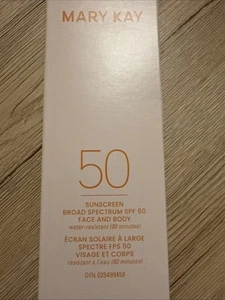 MARY KAY
50
SUNSCREEN
BROAD SPECTRUM SPF 50
FACE AND BODY
water-resistant (80 minutes)
ÉCRAN SOLAIRE À LARGE
SPECTRE FPS 50
VISAGE ET CORPS
résistant à l'eau (80 minutes)
DIN